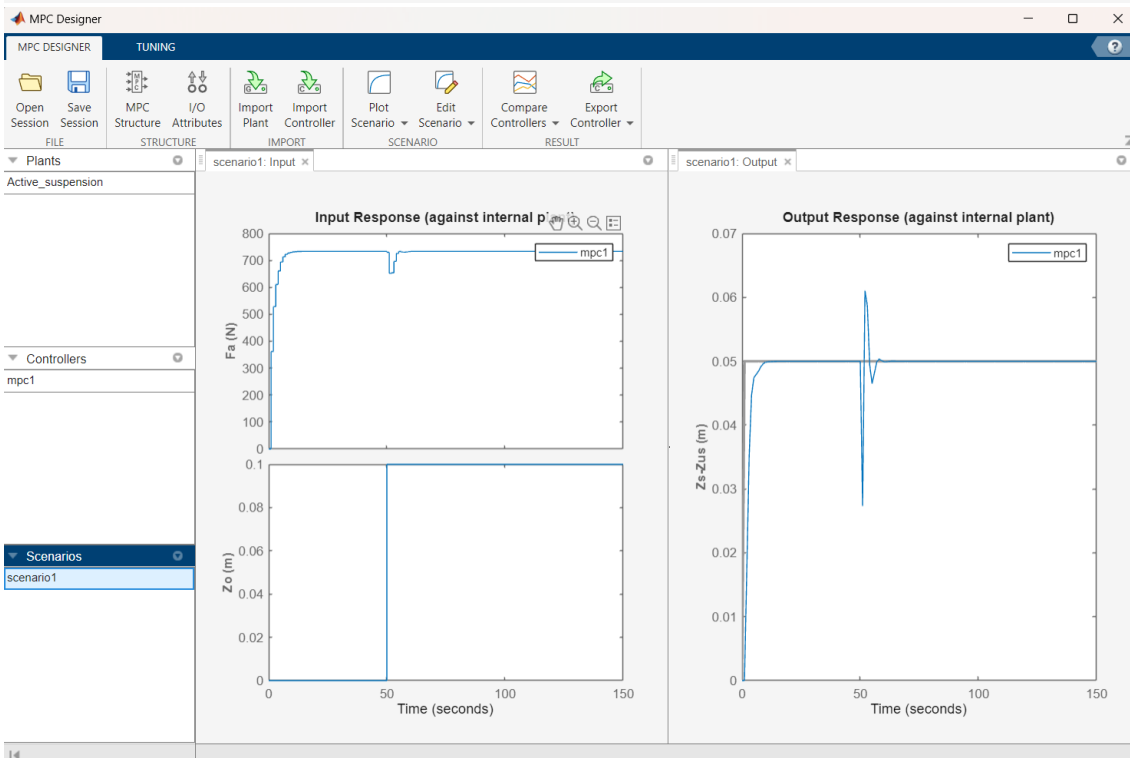 MPC Designer
MPC DESIGNER
TUNING
?
Open Session
Save Session
MPC Structure
I/O Attributes
Import Plant
Import Controller
Plot Scenario
Edit Scenario
Compare Controllers
Export Controller
FILE
STRUCTURE
IMPORT
SCENARIO
RESULT
Plants
Active_suspension
Controllers
mpc1
Scenarios
scenario1
scenario1: Input
Input Response (against internal p
mpc1
Fa (N)
800
700
600
500
400
300
200
100
0
Zo (m)
0.1
0.08
0.06
0.04
0.02
0
0
50
100
150
Time (seconds)
scenario1: Output
Output Response (against internal plant)
mpc1
Zs-Zus (m)
0.07
0.06
0.05
0.04
0.03
0.02
0.01
0
0
50
100
150
Time (seconds)